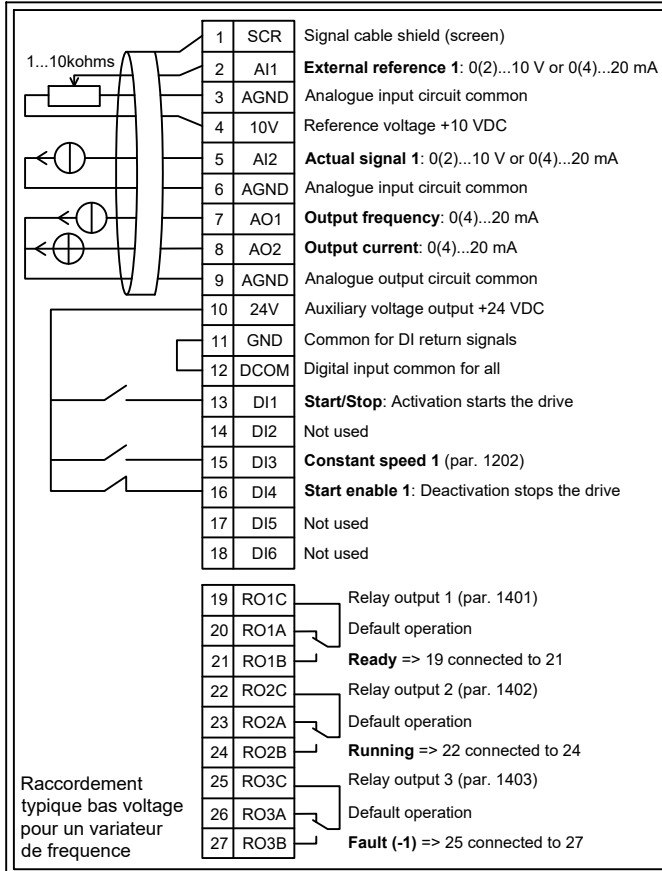 1 SCR Signal cable shield (screen)
1...10kohms
2 AI1 External reference 1: 0(2)...10 V or 0(4)...20 mA
3 AGND Analogue input circuit common
4 10V Reference voltage +10 VDC
5 AI2 Actual signal 1: 0(2)...10 V or 0(4)...20 mA
6 AGND Analogue input circuit common
7 AO1 Output frequency: 0(4)...20 mA
8 AO2 Output current: 0(4)...20 mA
9 AGND Analogue output circuit common
10 24V Auxiliary voltage output +24 VDC
11 GND Common for DI return signals
12 DCOM Digital input common for all
13 DI1 Start/Stop: Activation starts the drive
14 DI2 Not used
15 DI3 Constant speed 1 (par. 1202)
16 DI4 Start enable 1: Deactivation stops the drive
17 DI5 Not used
18 DI6 Not used
19 RO1C Relay output 1 (par. 1401)
20 RO1A Default operation
21 RO1B Ready => 19 connected to 21
22 RO2C Relay output 2 (par. 1402)
23 RO2A Default operation
24 RO2B Running => 22 connected to 24
25 RO3C Relay output 3 (par. 1403)
26 RO3A Default operation
27 RO3B Fault (-1) => 25 connected to 27
Raccordement
typique bas voltage
pour un variateur
de frequence